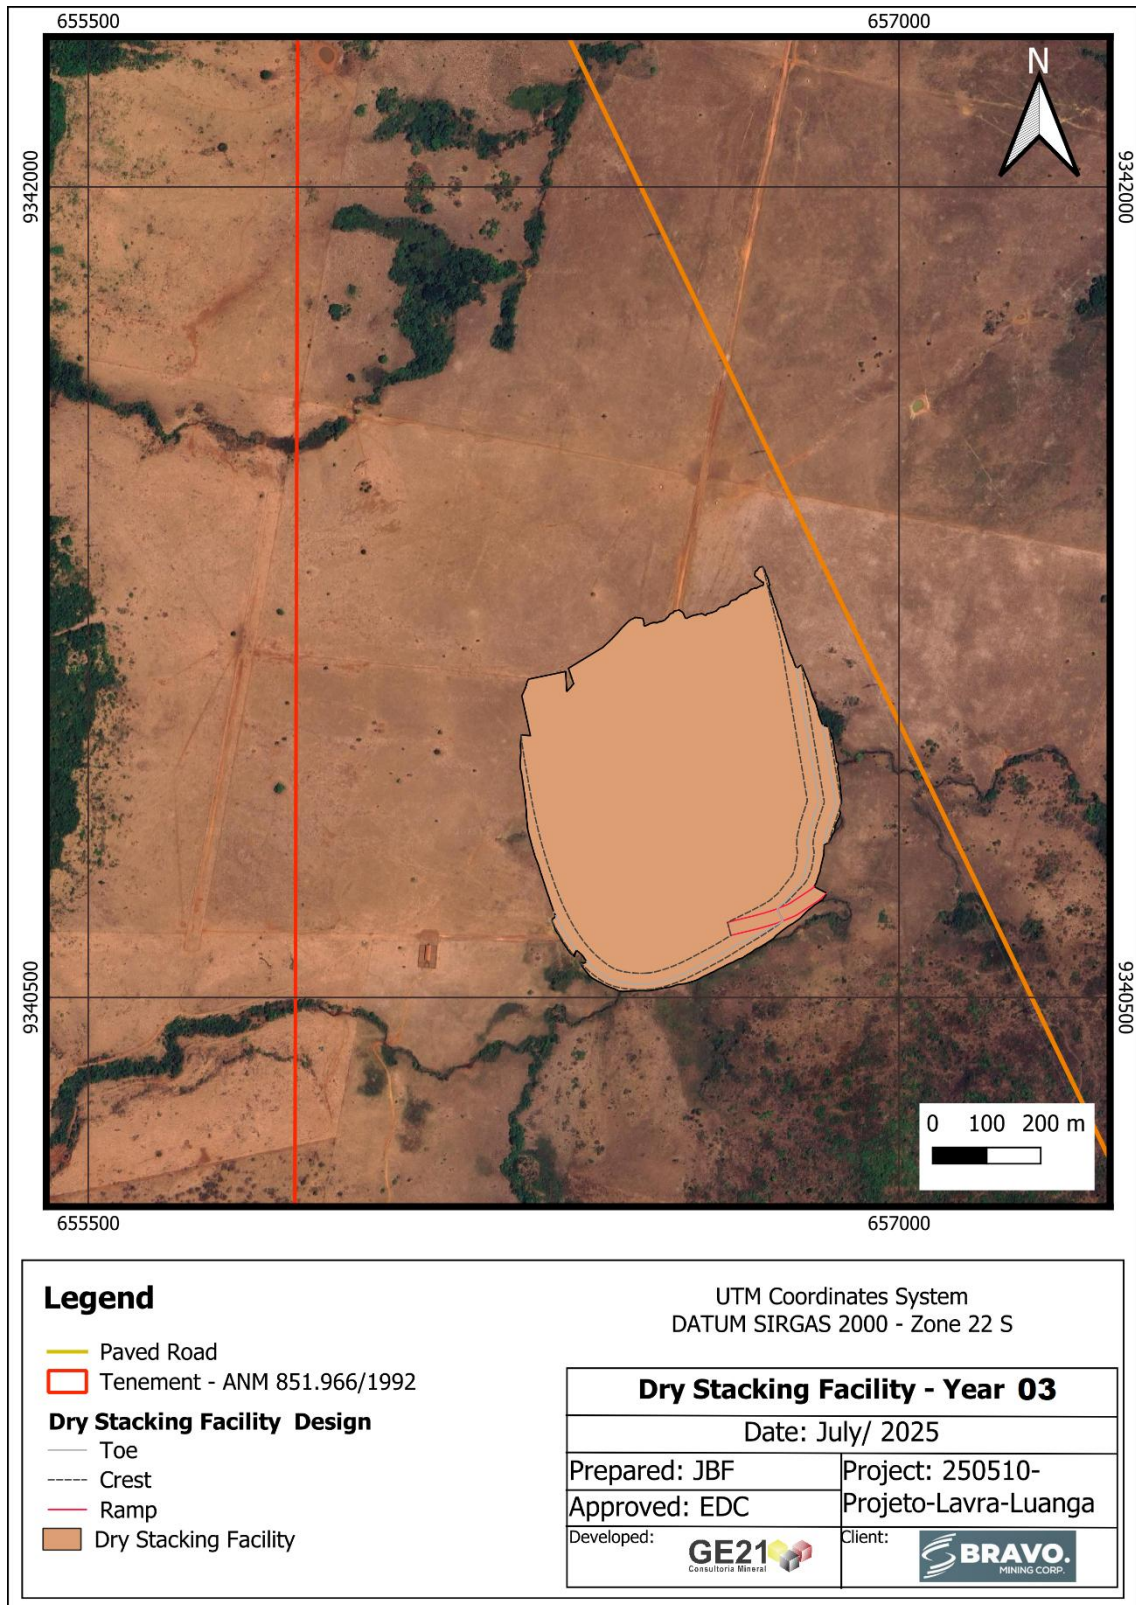 655500 657000
N
9342000 9342000
9340500 9340500
0 100 200 m
655500 657000
Legend
Paved Road
Tenement - ANM 851.966/1992
Dry Stacking Facility Design
Toe
Crest
Ramp
Dry Stacking Facility
UTM Coordinates System
DATUM SIRGAS 2000 - Zone 22 S
Dry Stacking Facility - Year 03
Date: July/ 2025
Prepared: JBF
Approved: EDC
Project: 250510-
Projeto-Lavra-Luanga
Developed:
GE21
Consultoria Mineral
Client:
BRAVO.
MINING CORP.